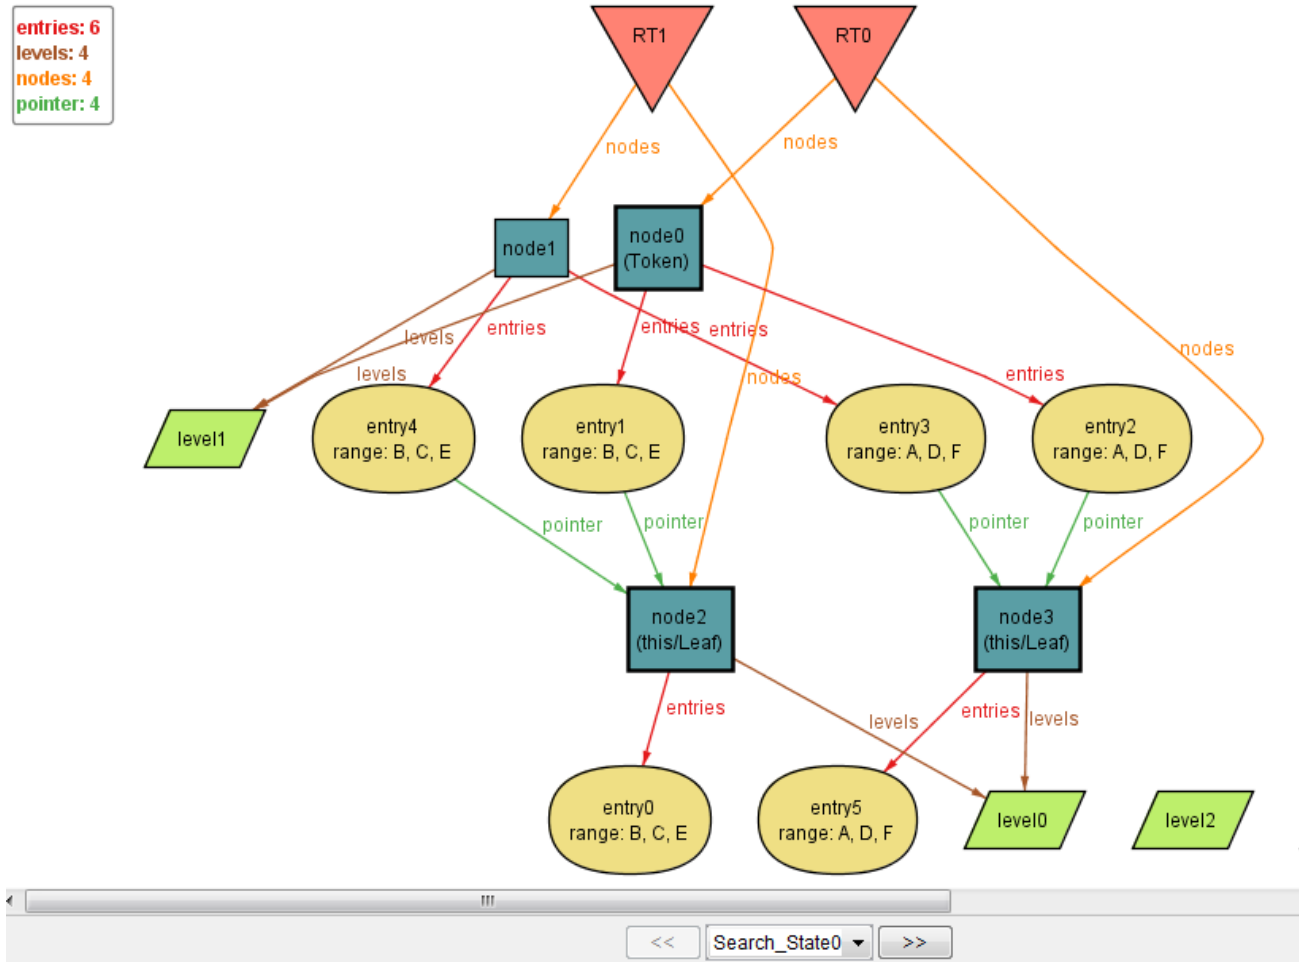 entries: 6
levels: 4
nodes: 4
pointer: 4
RT1
RT0
nodes
nodes
node1
node0
(Token)
entries
entries
entries
levels
nodes
levels
nodes
entries
level1
entry4
range: B, C, E
entry1
range: B, C, E
entry3
range: A, D, F
entry2
range: A, D, F
pointer
pointer
pointer
pointer
node2
(this/Leaf)
node3
(this/Leaf)
entries
levels
entries
levels
entry0
range: B, C, E
entry5
range: A, D, F
level0
level2
<<
Search_State0
>>